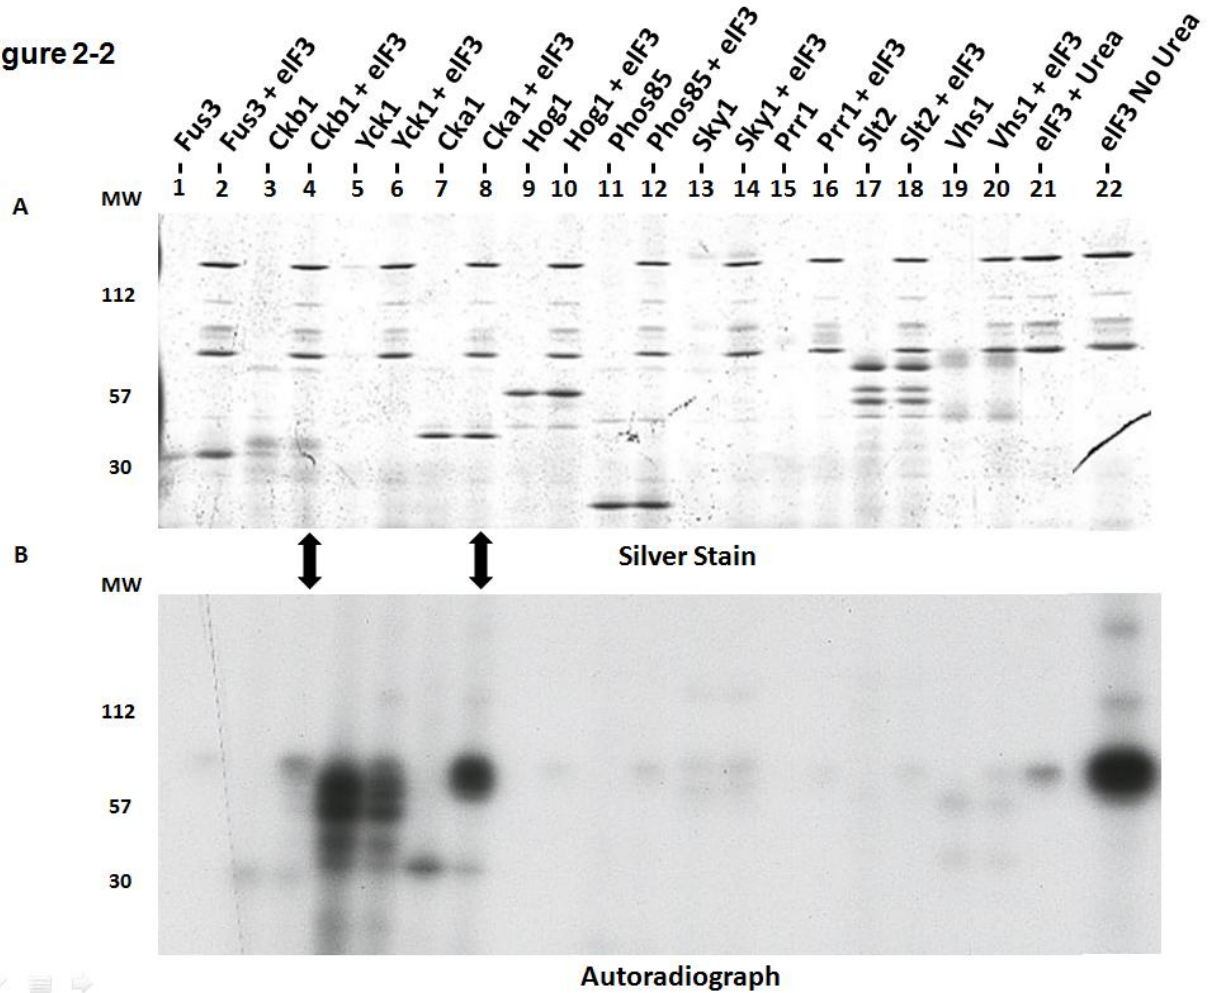 gure 2-2
Fus3
Fus3 + eIF3
Ckb1
Ckb1 + eIF3
Yck1
Yck1 + eIF3
Cka1
Cka1 + eIF3
Hog1
Hog1 + eIF3
Phos85
Phos85 + eIF3
Sky1
Sky1 + eIF3
Prr1
Prr1 + eIF3
Slt2
Slt2 + eIF3
Vhs1
Vhs1 + eIF3
eIF3 + Urea
eIF3 No Urea
1 2 3 4 5 6 7 8 9 10 11 12 13 14 15 16 17 18 19 20 21 22
A
MW
112
57
30
Silver Stain
B
MW
112
57
30
Autoradiograph